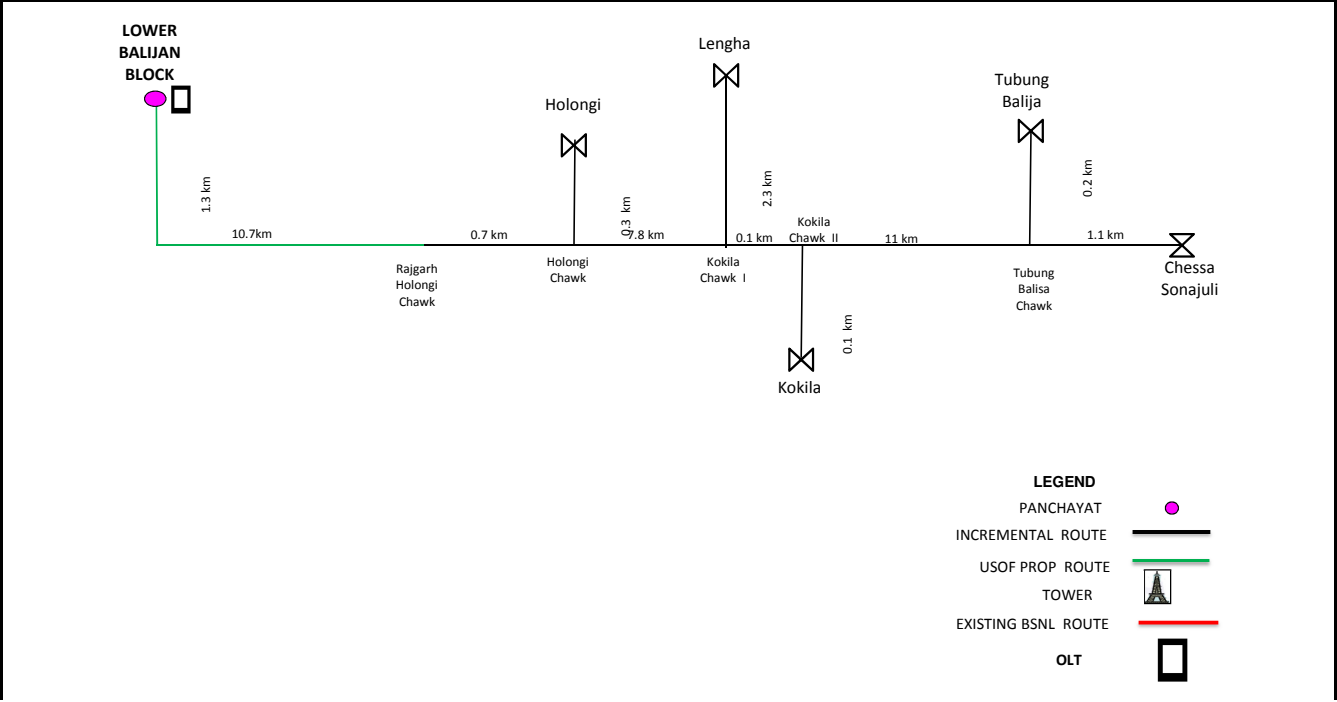 LOWER
BALIJAN
BLOCK
Lengha
Tubung
Balija
Holongi
1.3 km
2.3 km
0.2 km
0.3 km
10.7km
0.7 km
7.8 km
0.1 km
Kokila
Chawk II
11 km
1.1 km
Rajgarh
Holongi
Chawk
Holongi
Chawk
Kokila
Chawk I
Tubung
Balisa
Chawk
Chessa
Sonajuli
0.1 km
Kokila
LEGEND
PANCHAYAT
INCREMENTAL ROUTE
USOF PROP ROUTE
TOWER
EXISTING BSNL ROUTE
OLT